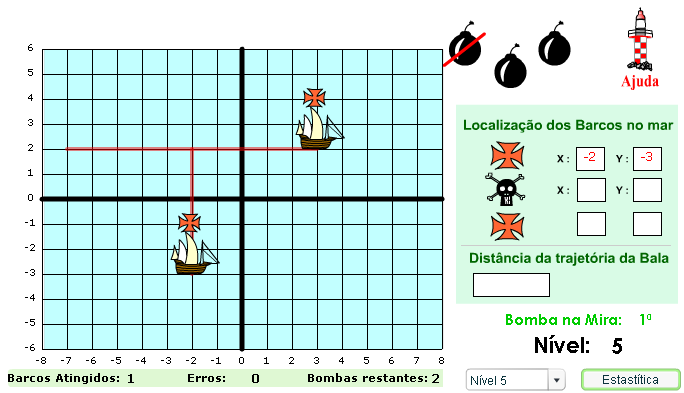 Ajuda
6
5
4
3
2
1
0
-1
-2
-3
-4
-5
-6
-8 -7 -6 -5 -4 -3 -2 -1 0 1 2 3 4 5 6 7 8
Localização dos Barcos no mar
X : -2 Y : -3
X : Y :
Distância da trajetória da Bala
Bomba na Mira: 1ª
Nível: 5
Barcos Atingidos: 1 Erros: 0 Bombas restantes: 2
Nível 5 Estastítica